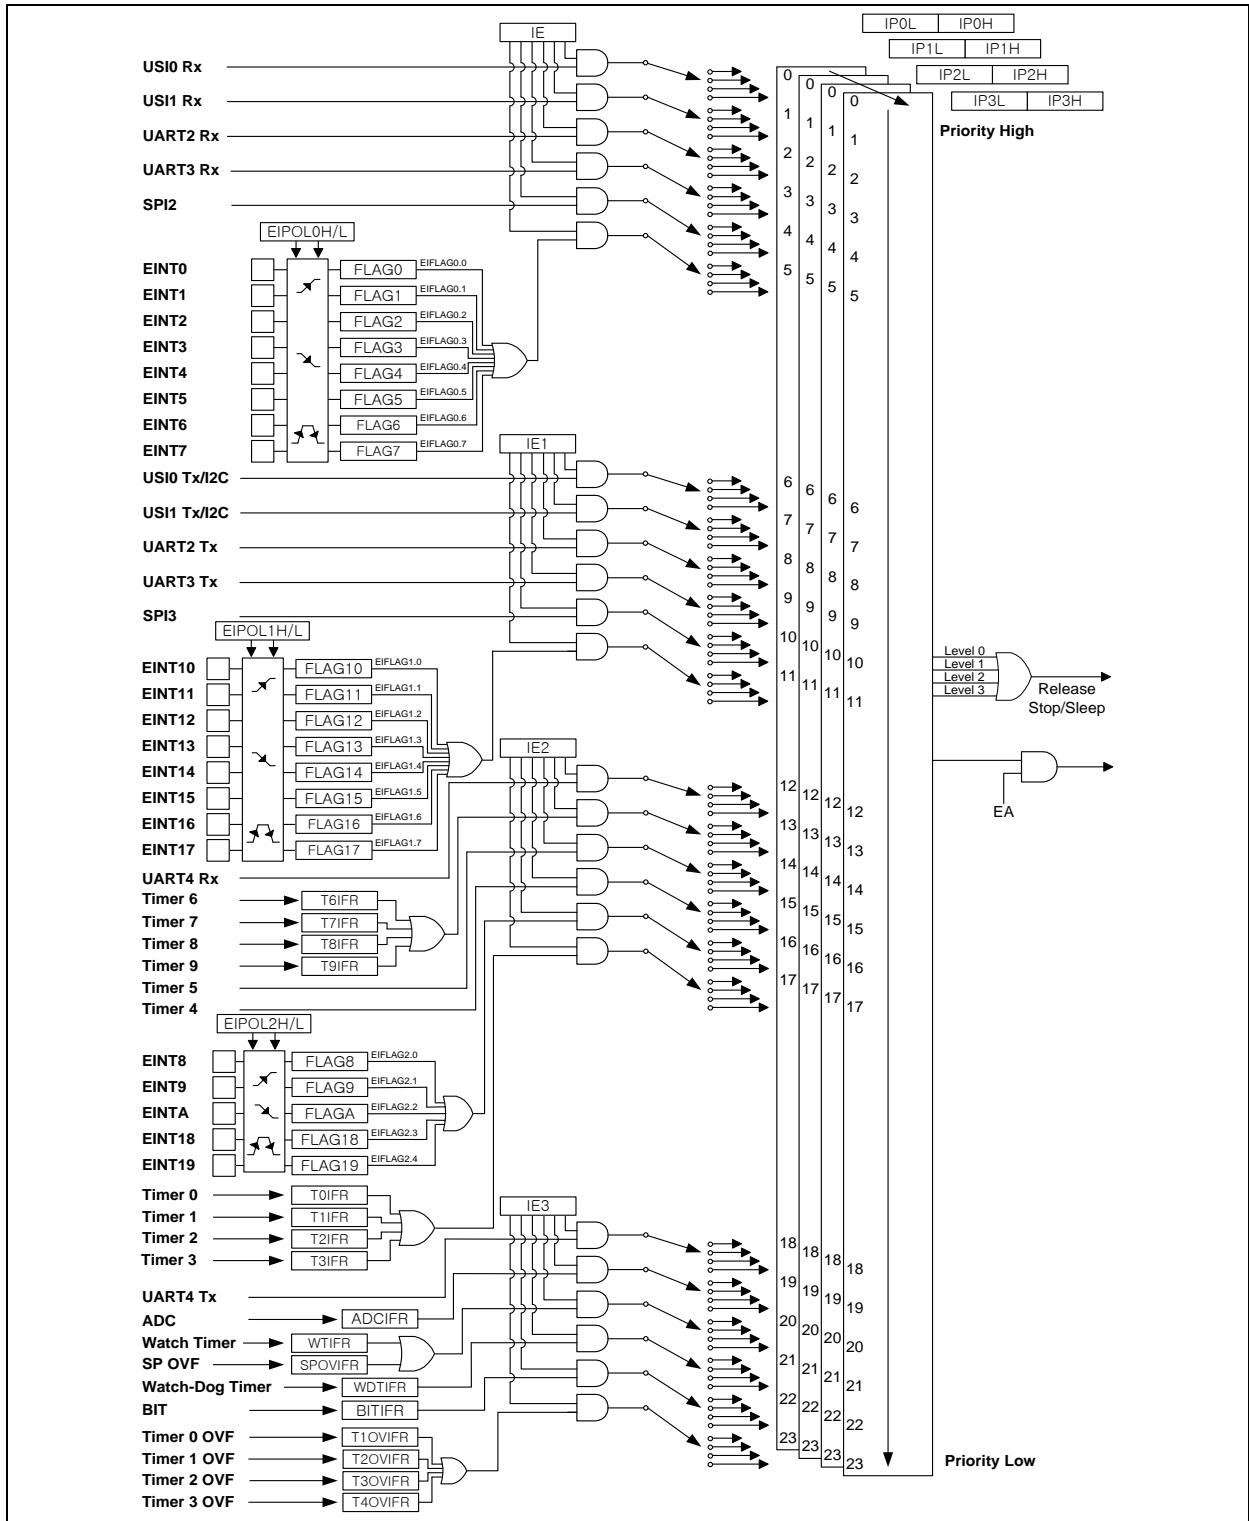 IE
IP0L IP0H
IP1L IP1H
IP2L IP2H
IP3L IP3H
Priority High
USI0 Rx
USI1 Rx
UART2 Rx
UART3 Rx
SPI2
EIPOL0H/L
EINT0 FLAG0 EIFLAG0.0
EINT1 FLAG1 EIFLAG0.1
EINT2 FLAG2 EIFLAG0.2
EINT3 FLAG3 EIFLAG0.3
EINT4 FLAG4 EIFLAG0.4
EINT5 FLAG5 EIFLAG0.5
EINT6 FLAG6 EIFLAG0.6
EINT7 FLAG7 EIFLAG0.7
0 0 0 0
1 1 1 1
2 2 2 2
3 3 3 3
4 4 4 4
5 5 5 5
IE1
USI0 Tx/I2C
USI1 Tx/I2C
UART2 Tx
UART3 Tx
SPI3
EIPOL1H/L
EINT10 FLAG10 EIFLAG1.0
EINT11 FLAG11 EIFLAG1.1
EINT12 FLAG12 EIFLAG1.2
EINT13 FLAG13 EIFLAG1.3
EINT14 FLAG14 EIFLAG1.4
EINT15 FLAG15 EIFLAG1.5
EINT16 FLAG16 EIFLAG1.6
EINT17 FLAG17 EIFLAG1.7
6 6 6 6
7 7 7 7
8 8 8 8
9 9 9 9
10 10 10 10
11 11 11 11
Level 0
Level 1
Level 2
Level 3
Release
Stop/Sleep
EA
IE2
UART4 Rx
Timer 6 T6IFR
Timer 7 T7IFR
Timer 8 T8IFR
Timer 9 T9IFR
Timer 5
Timer 4
12 12 12 12
13 13 13 13
14 14 14 14
15 15 15 15
16 16 16 16
17 17 17 17
EIPOL2H/L
EINT8 FLAG8 EIFLAG2.0
EINT9 FLAG9 EIFLAG2.1
EINTA FLAGA EIFLAG2.2
EINT18 FLAG18 EIFLAG2.3
EINT19 FLAG19 EIFLAG2.4
Timer 0 T0IFR
Timer 1 T1IFR
Timer 2 T2IFR
Timer 3 T3IFR
IE3
UART4 Tx
ADC ADCIFR
Watch Timer WTIFR
SP OVF SPOVIFR
Watch-Dog Timer WDTIFR
BIT BITIFR
Timer 0 OVF T1OVIFR
Timer 1 OVF T2OVIFR
Timer 2 OVF T3OVIFR
Timer 3 OVF T4OVIFR
18 18 18 18
19 19 19 19
20 20 20 20
21 21 21 21
22 22 22 22
23 23 23 23
Priority Low